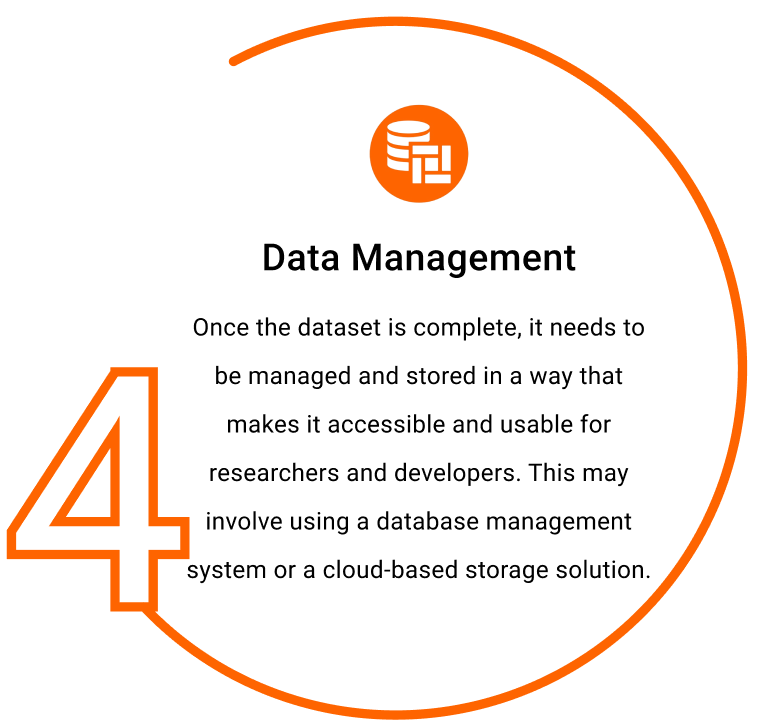 Data Management
Once the dataset is complete, it needs to
be managed and stored in a way that
makes it accessible and usable for
researchers and developers. This may
involve using a database management
system or a cloud-based storage solution.
4